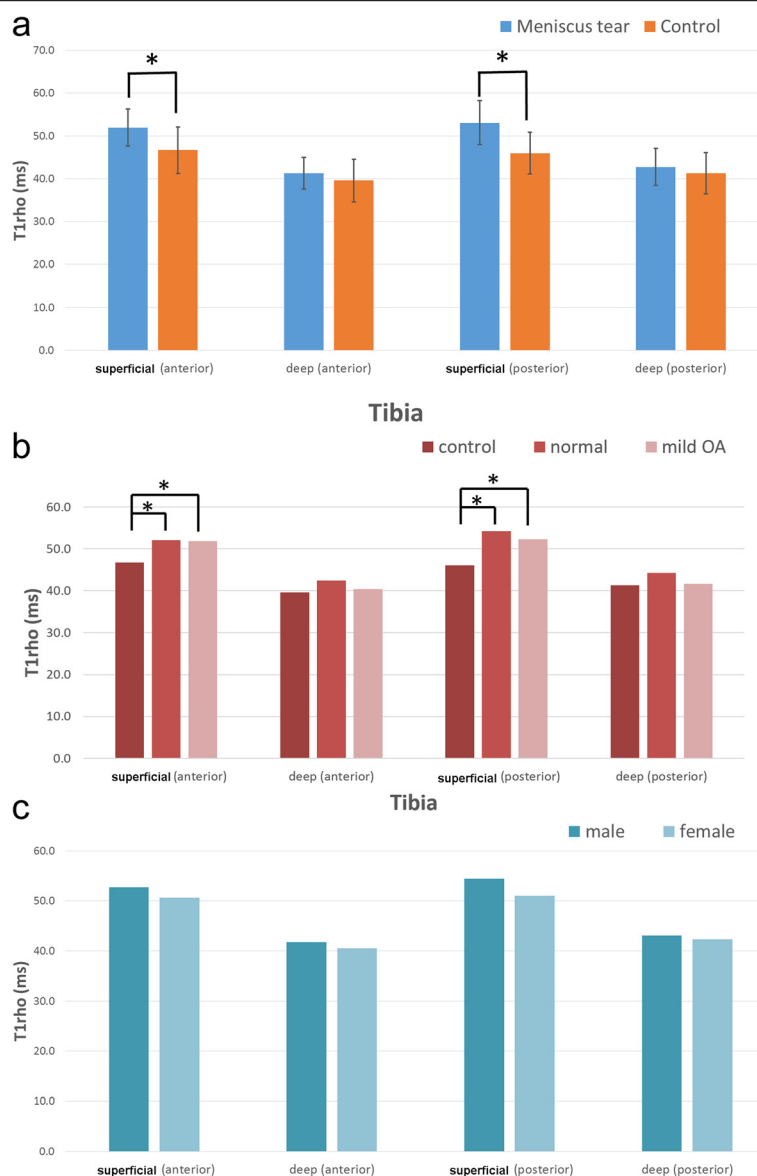 a
Meniscus tear Control
*
*
70.0
60.0
50.0
40.0
30.0
20.0
10.0
0.0
T1rho (ms)
superficial (anterior) deep (anterior) superficial (posterior) deep (posterior)
Tibia
b
control normal mild OA
*
*
*
*
60.0
50.0
40.0
30.0
20.0
10.0
0.0
T1rho (ms)
superficial (anterior) deep (anterior) superficial (posterior) deep (posterior)
Tibia
c
male female
60.0
50.0
40.0
30.0
20.0
10.0
0.0
T1rho (ms)
superficial (anterior) deep (anterior) superficial (posterior) deep (posterior)